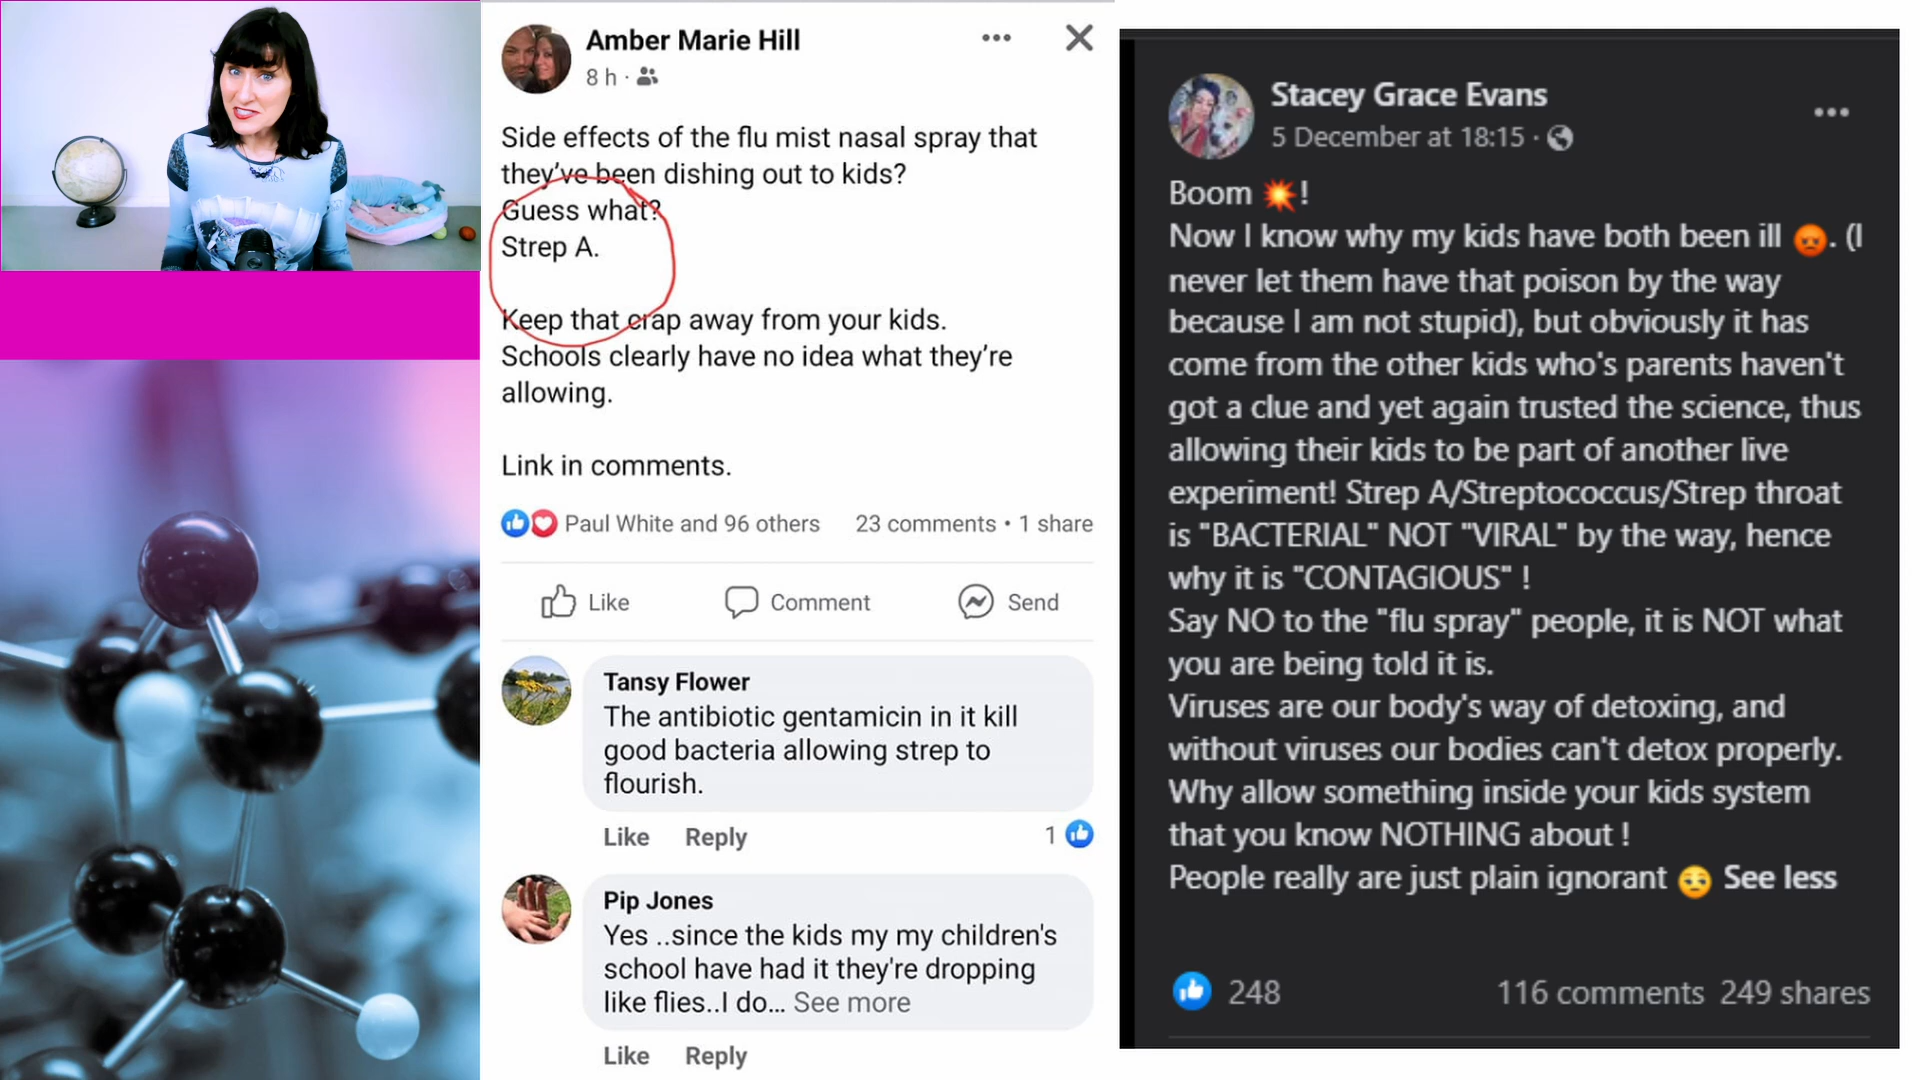 Amber Marie Hill
8 h ·
Side effects of the flu mist nasal spray that
they've been dishing out to kids?
Guess what?
Strep A.
Keep that crap away from your kids.
Schools clearly have no idea what they're
allowing.
Link in comments.
Paul White and 96 others 23 comments • 1 share
Like Comment Send
Tansy Flower
The antibiotic gentamicin in it kill
good bacteria allowing strep to
flourish.
Like Reply 1
Pip Jones
Yes ..since the kids my my children's
school have had it they're dropping
like flies..I do... See more
Like Reply
Stacey Grace Evans
5 December at 18:15 ·
Boom 💥!
Now I know why my kids have both been ill 😡. (I
never let them have that poison by the way
because I am not stupid), but obviously it has
come from the other kids who's parents haven't
got a clue and yet again trusted the science, thus
allowing their kids to be part of another live
experiment! Strep A/Streptococcus/Strep throat
is "BACTERIAL" NOT "VIRAL" by the way, hence
why it is "CONTAGIOUS" !
Say NO to the "flu spray" people, it is NOT what
you are being told it is.
Viruses are our body's way of detoxing, and
without viruses our bodies can't detox properly.
Why allow something inside your kids system
that you know NOTHING about !
People really are just plain ignorant 😔 See less
248 116 comments 249 shares